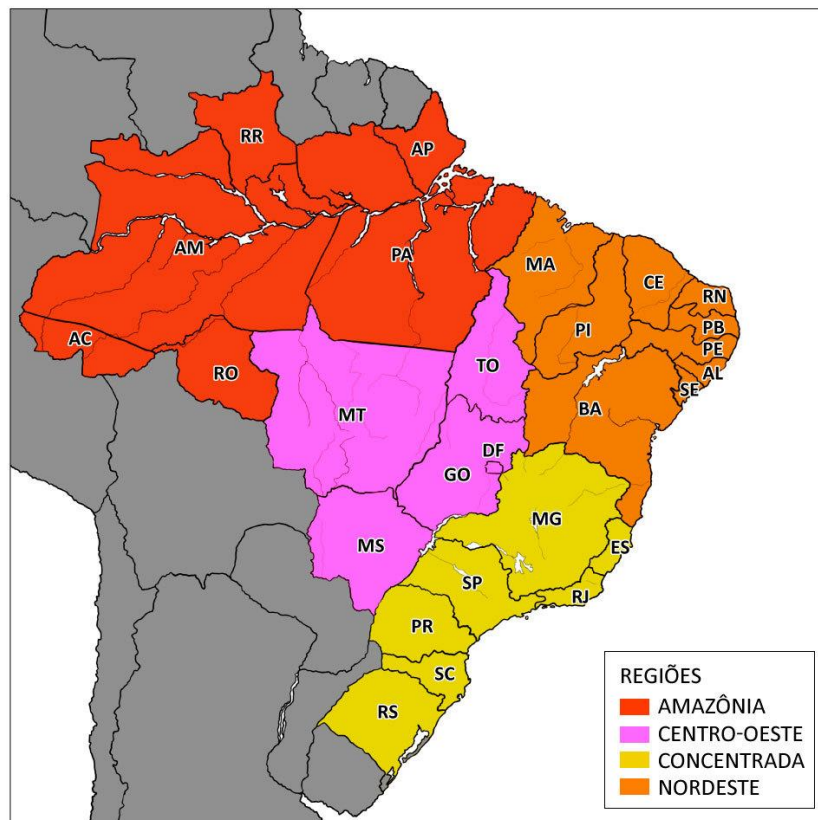 RR
AP
AM
PA
MA
CE
RN
PB
PI
PE
AC
AL
TO
SE
RO
BA
MT
DF
GO
MG
MS
ES
SP
RJ
PR
SC
RS
REGIÕES
AMAZÔNIA
CENTRO-OESTE
CONCENTRADA
NORDESTE